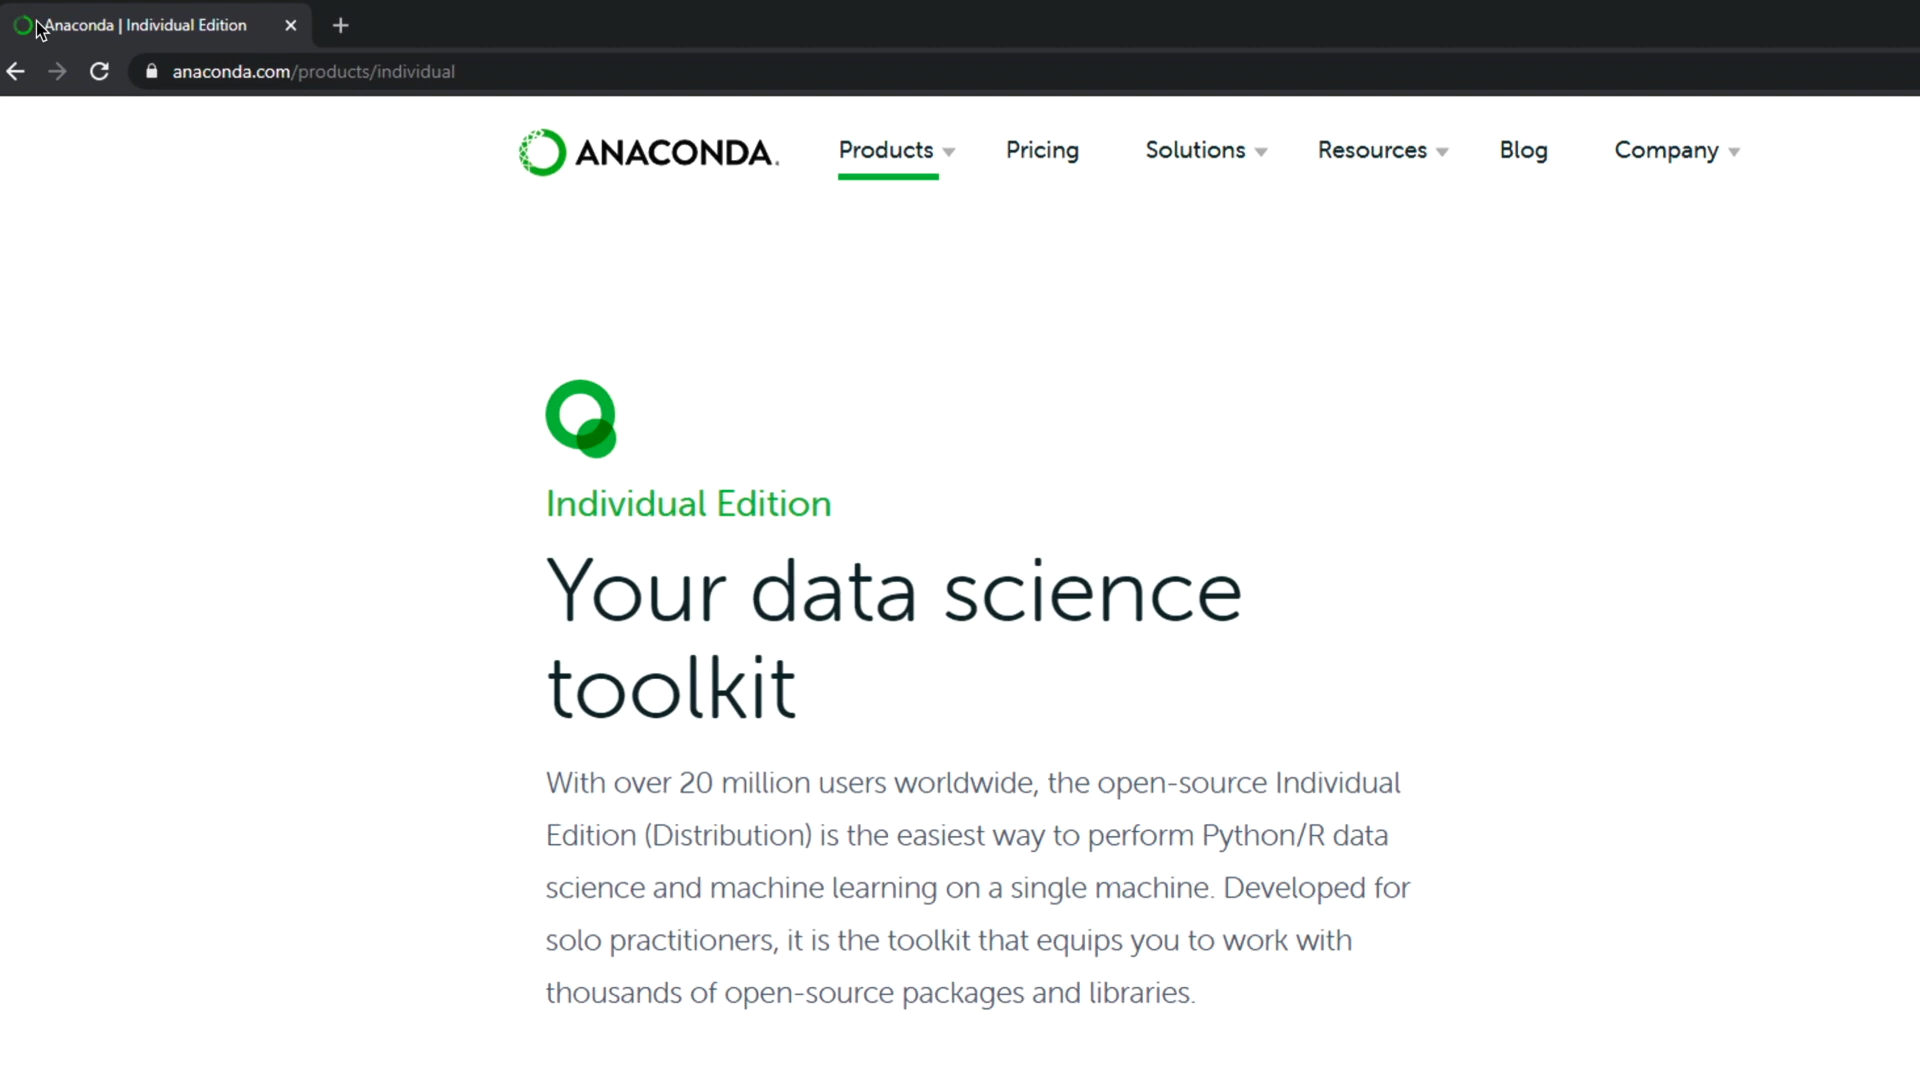 Anaconda | Individual Edition
anaconda.com/products/individual
ANACONDA.
Products
Pricing
Solutions
Resources
Blog
Company
Individual Edition
Your data science
toolkit
With over 20 million users worldwide, the open-source Individual
Edition (Distribution) is the easiest way to perform Python/R data
science and machine learning on a single machine. Developed for
solo practitioners, it is the toolkit that equips you to work with
thousands of open-source packages and libraries.